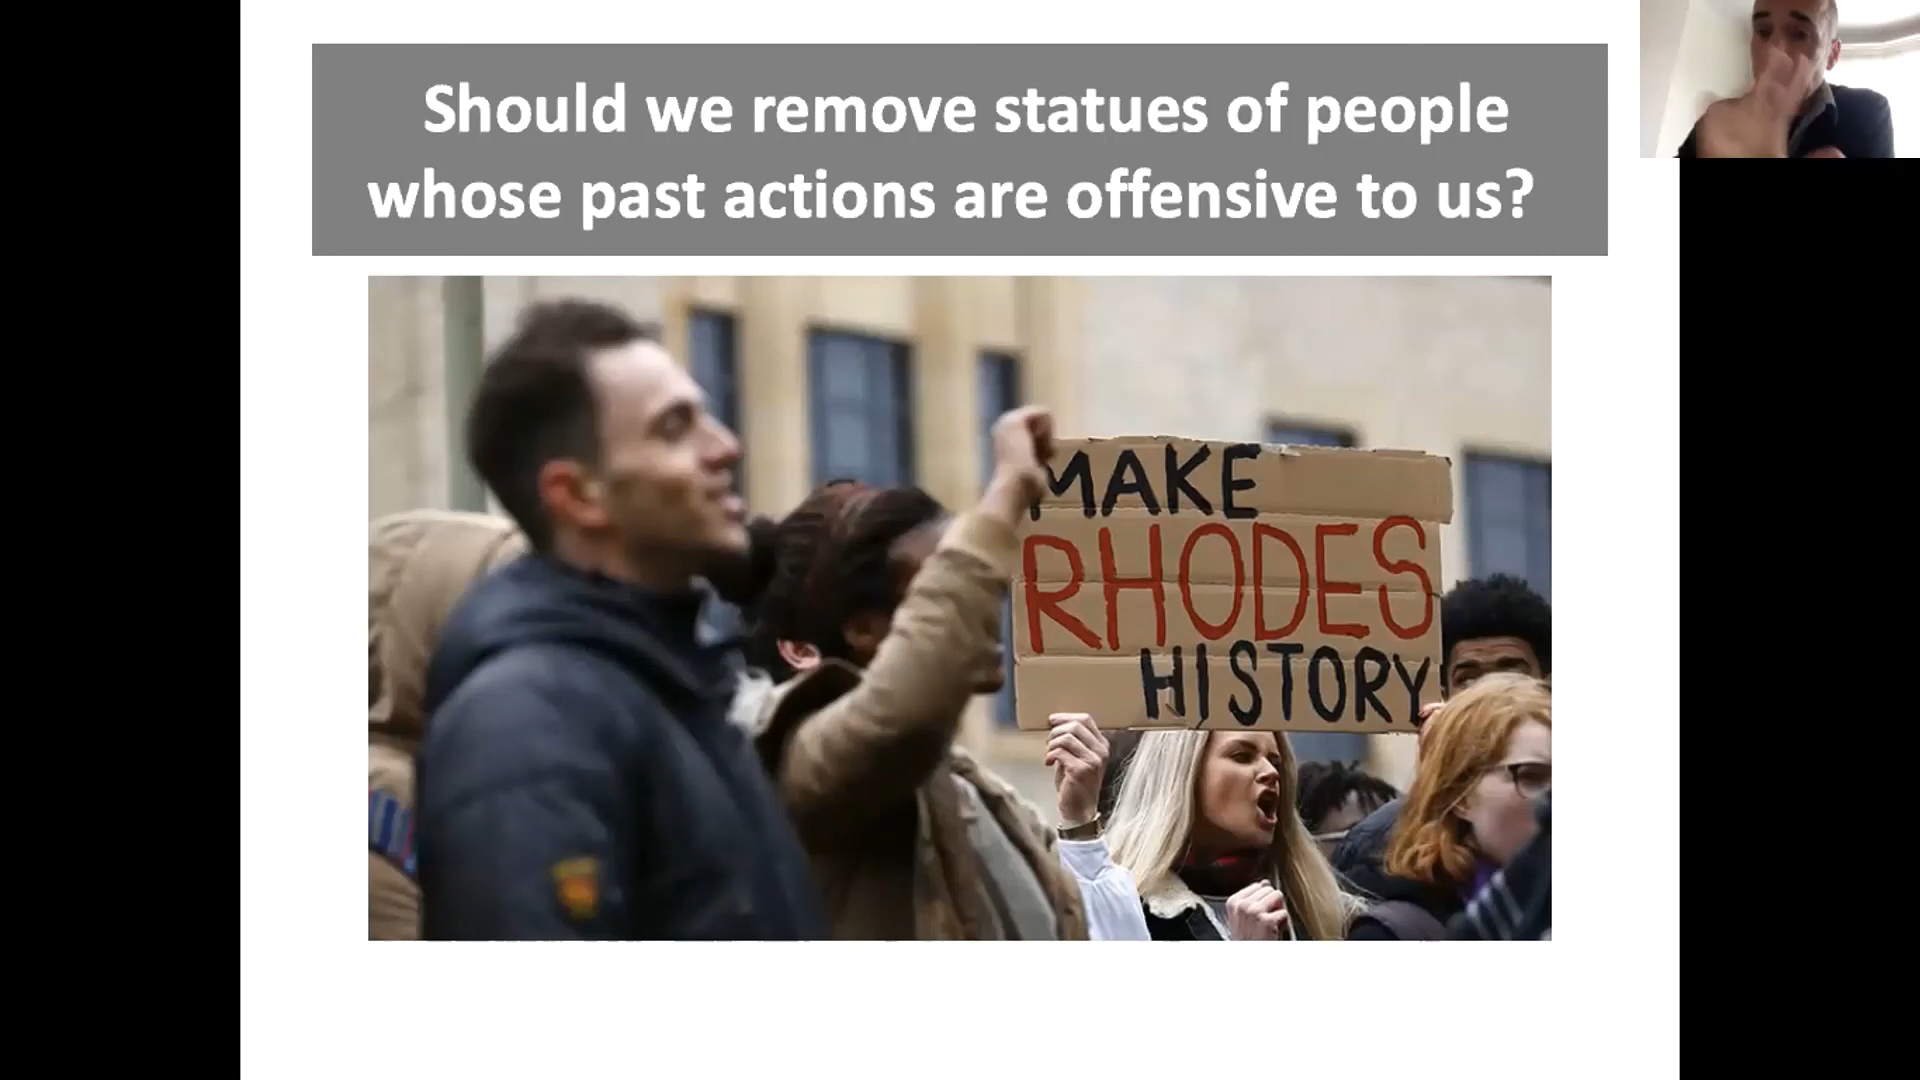 Should we remove statues of people
whose past actions are offensive to us?
MAKE
RHODES
HISTORY